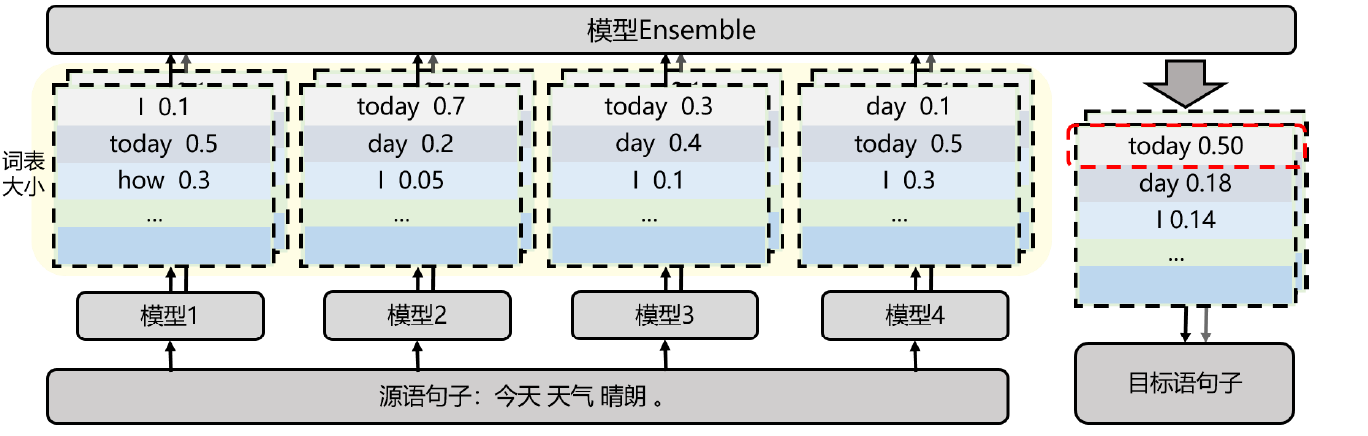 模型Ensemble
词表
大小
I 0.1
today 0.5
how 0.3
...
today 0.7
day 0.2
I 0.05
...
today 0.3
day 0.4
I 0.1
...
day 0.1
today 0.5
I 0.3
...
today 0.50
day 0.18
I 0.14
...
模型1
模型2
模型3
模型4
源语句子：今天 天气 晴朗 。
目标语句子